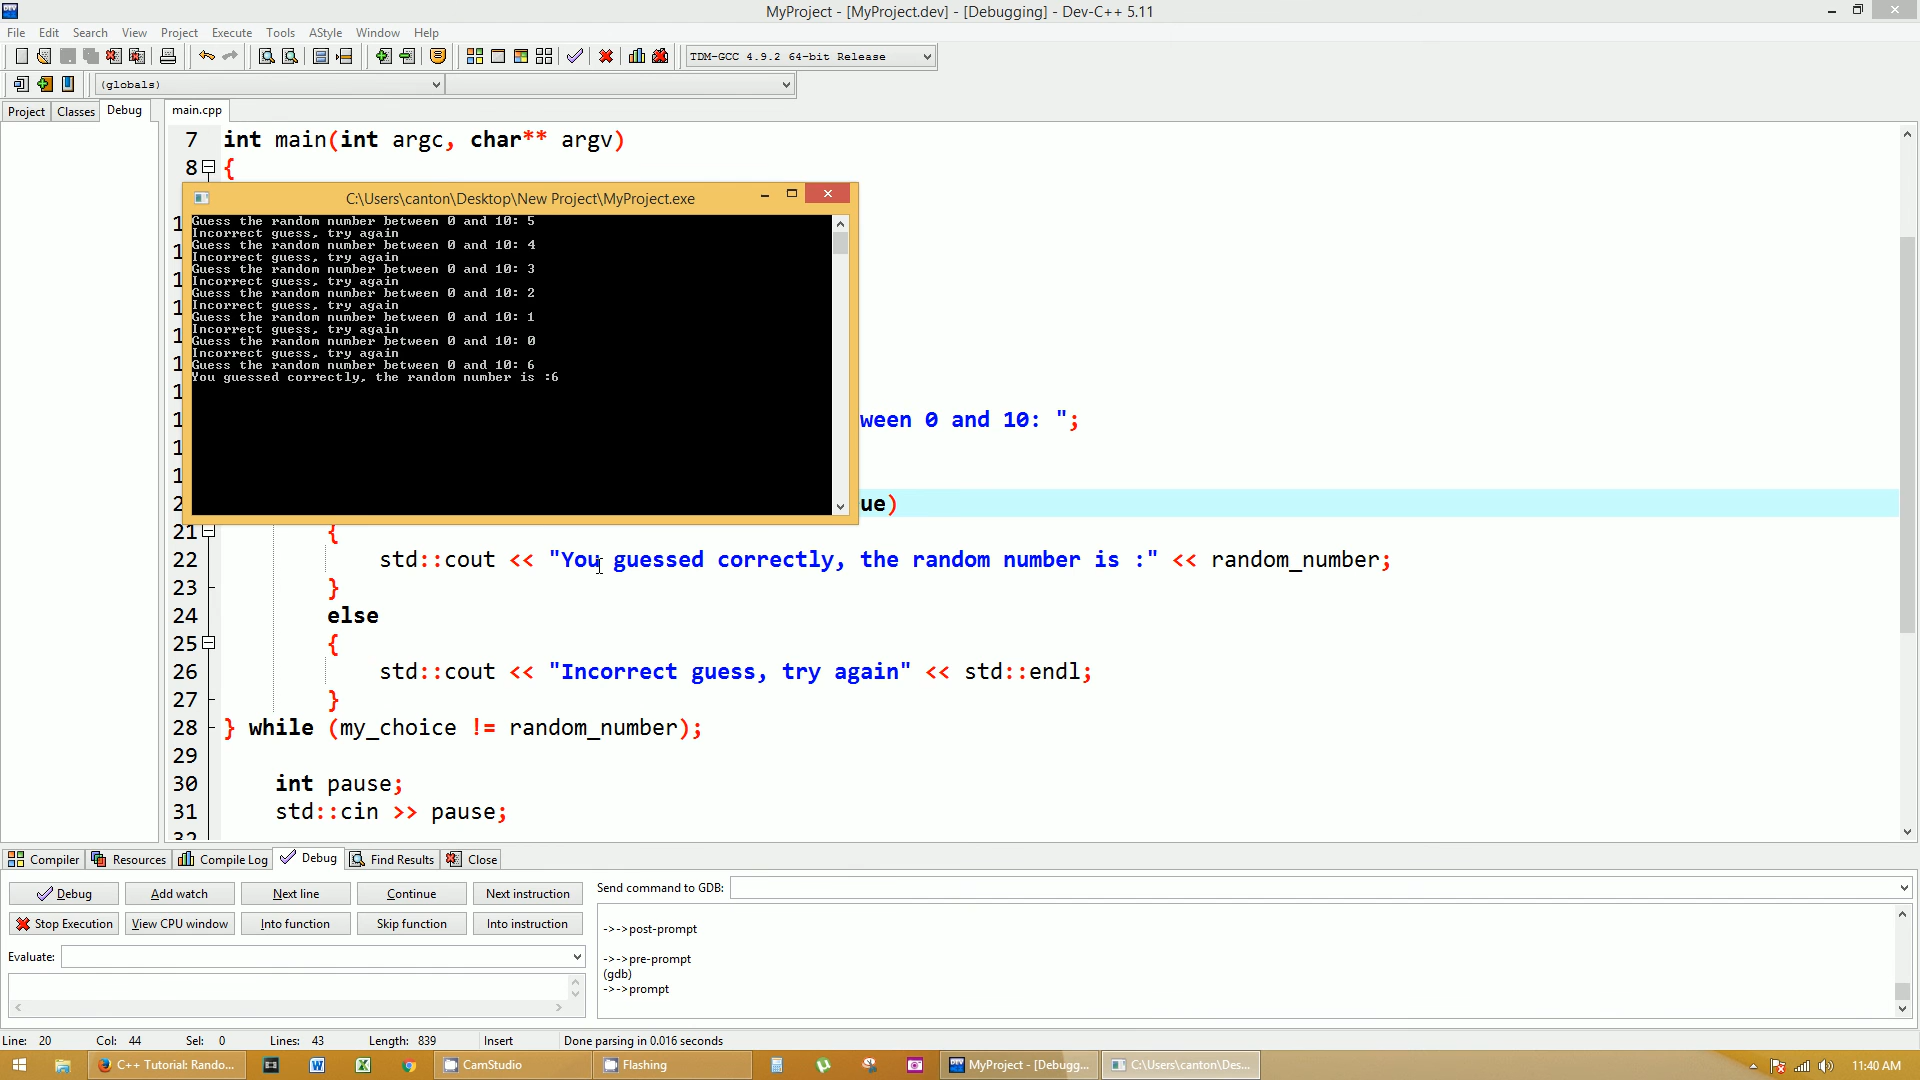 MyProject - [MyProject.dev] - [Debugging] - Dev-C++ 5.11
File Edit Search View Project Execute Tools AStyle Window Help
TDM-GCC 4.9.2 64-bit Release
(globals)
Project Classes Debug main.cpp
7 int main(int argc, char** argv)
8 {
C:\Users\canton\Desktop\New Project\MyProject.exe
Guess the random number between 0 and 10: 5
Incorrect guess, try again
Guess the random number between 0 and 10: 4
Incorrect guess, try again
Guess the random number between 0 and 10: 3
Incorrect guess, try again
Guess the random number between 0 and 10: 2
Incorrect guess, try again
Guess the random number between 0 and 10: 1
Incorrect guess, try again
Guess the random number between 0 and 10: 0
Incorrect guess, try again
Guess the random number between 0 and 10: 6
You guessed correctly, the random number is :6
ween 0 and 10: ";
ue)
21 {
22 std::cout << "You guessed correctly, the random number is :" << random_number;
23 }
24 else
25 {
26 std::cout << "Incorrect guess, try again" << std::endl;
27 }
28 } while (my_choice != random_number);
29
30 int pause;
31 std::cin >> pause;
32
Compiler Resources Compile Log Debug Find Results Close
Debug Add watch Next line Continue Next instruction Send command to GDB:
Stop Execution View CPU window Into function Skip function Into instruction
->->post-prompt
Evaluate:
->->pre-prompt
(gdb)
->->prompt
Line: 20 Col: 44 Sel: 0 Lines: 43 Length: 839 Insert Done parsing in 0.016 seconds
C++ Tutorial: Rando... CamStudio Flashing MyProject - [Debugg... C:\Users\canton\Des... 11:40 AM